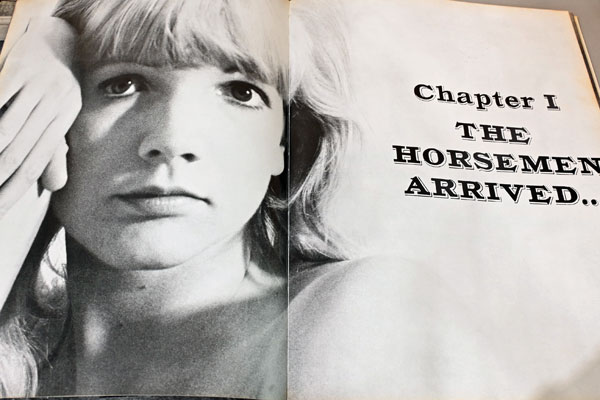 Chapter I
THE
HORSEMEN
ARRIVED..